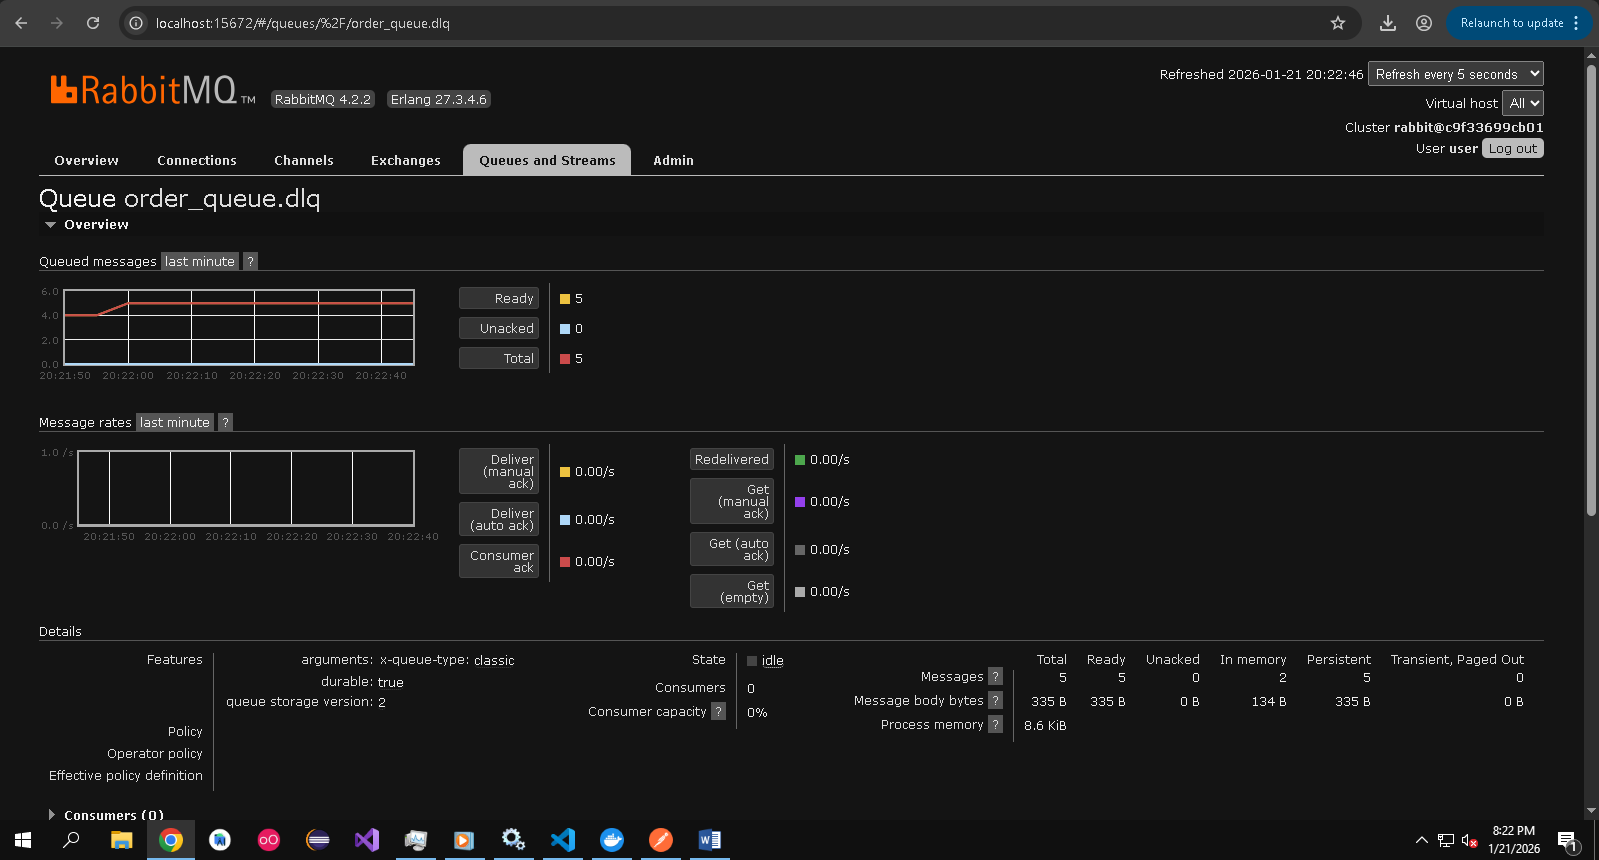 localhost:15672/#/queues/%2F/order_queue.dlq
Relaunch to update
RabbitMQ TM
RabbitMQ 4.2.2 Erlang 27.3.4.6
Refreshed 2026-01-21 20:22:46 Refresh every 5 seconds
Virtual host All
Cluster rabbit@c9f33699cb01
User user Log out
Overview Connections Channels Exchanges Queues and Streams Admin
Queue order_queue.dlq
Overview
Queued messages last minute ?
6.0
4.0
2.0
0.0
20:21:50 20:22:00 20:22:10 20:22:20 20:22:30 20:22:40
Ready 5
Unacked 0
Total 5
Message rates last minute ?
1.0 /s
0.0 /s
20:21:50 20:22:00 20:22:10 20:22:20 20:22:30 20:22:40
Deliver
(manual
ack)
0.00/s
Deliver
(auto ack)
0.00/s
Consumer
ack
0.00/s
Redelivered 0.00/s
Get
(manual
ack)
0.00/s
Get (auto
ack)
0.00/s
Get
(empty)
0.00/s
Details
Features
arguments: x-queue-type: classic
durable: true
queue storage version: 2
Policy
Operator policy
Effective policy definition
State idle
Consumers 0
Consumer capacity ? 0%
Total Ready Unacked In memory Persistent Transient, Paged Out
Messages ? 5 5 0 2 5 0
Message body bytes ? 335 B 335 B 0 B 134 B 335 B 0 B
Process memory ? 8.6 KiB
Consumers (0)
8:22 PM
1/21/2026
1